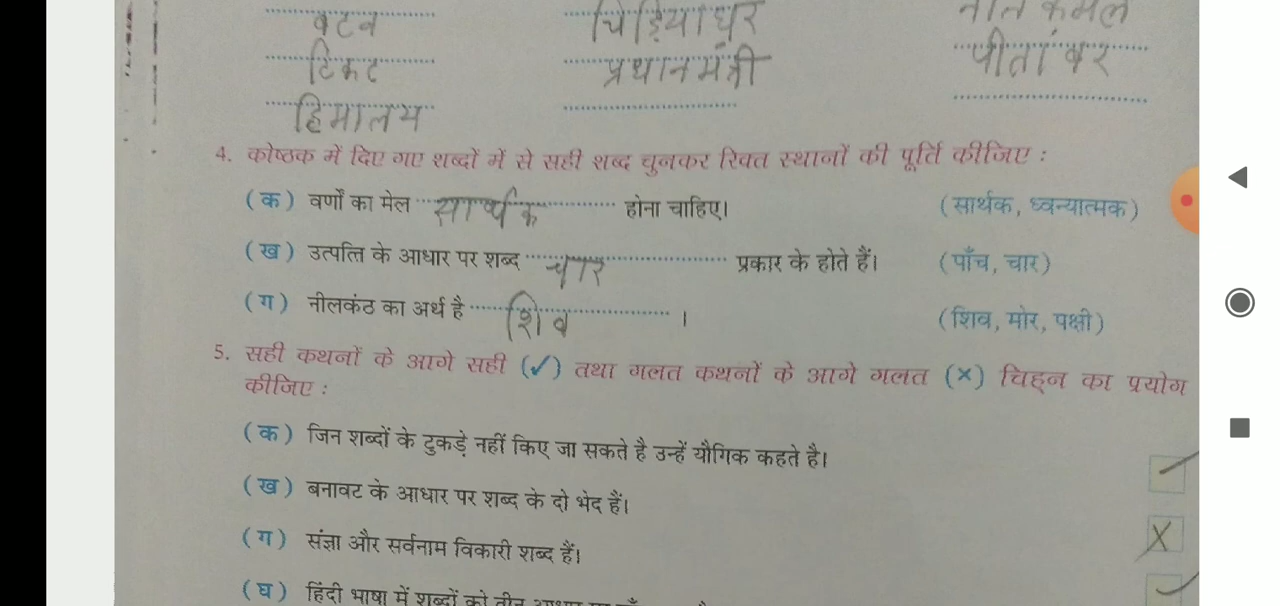 बटन चिड़ियाघर
टिकट प्रधानमंत्री पीतांबर
हिमालय
4. कोष्ठक में दिए गए शब्दों में से सही शब्द चुनकर रिक्त स्थानों की पूर्ति कीजिए :
(क) वर्णों का मेल सार्थक होना चाहिए। (सार्थक, ध्वन्यात्मक)
(ख) उत्पत्ति के आधार पर शब्द चार प्रकार के होते हैं। (पाँच, चार)
(ग) नीलकंठ का अर्थ है शिव । (शिव, मोर, पक्षी)
5. सही कथनों के आगे सही (✓) तथा गलत कथनों के आगे गलत (×) चिह्न का प्रयोग
कीजिए :
(क) जिन शब्दों के टुकड़े नहीं किए जा सकते है उन्हें यौगिक कहते है।
(ख) बनावट के आधार पर शब्द के दो भेद हैं।
(ग) संज्ञा और सर्वनाम विकारी शब्द हैं।
(घ) हिंदी भाषा में शब्दों को तीन आधार पर